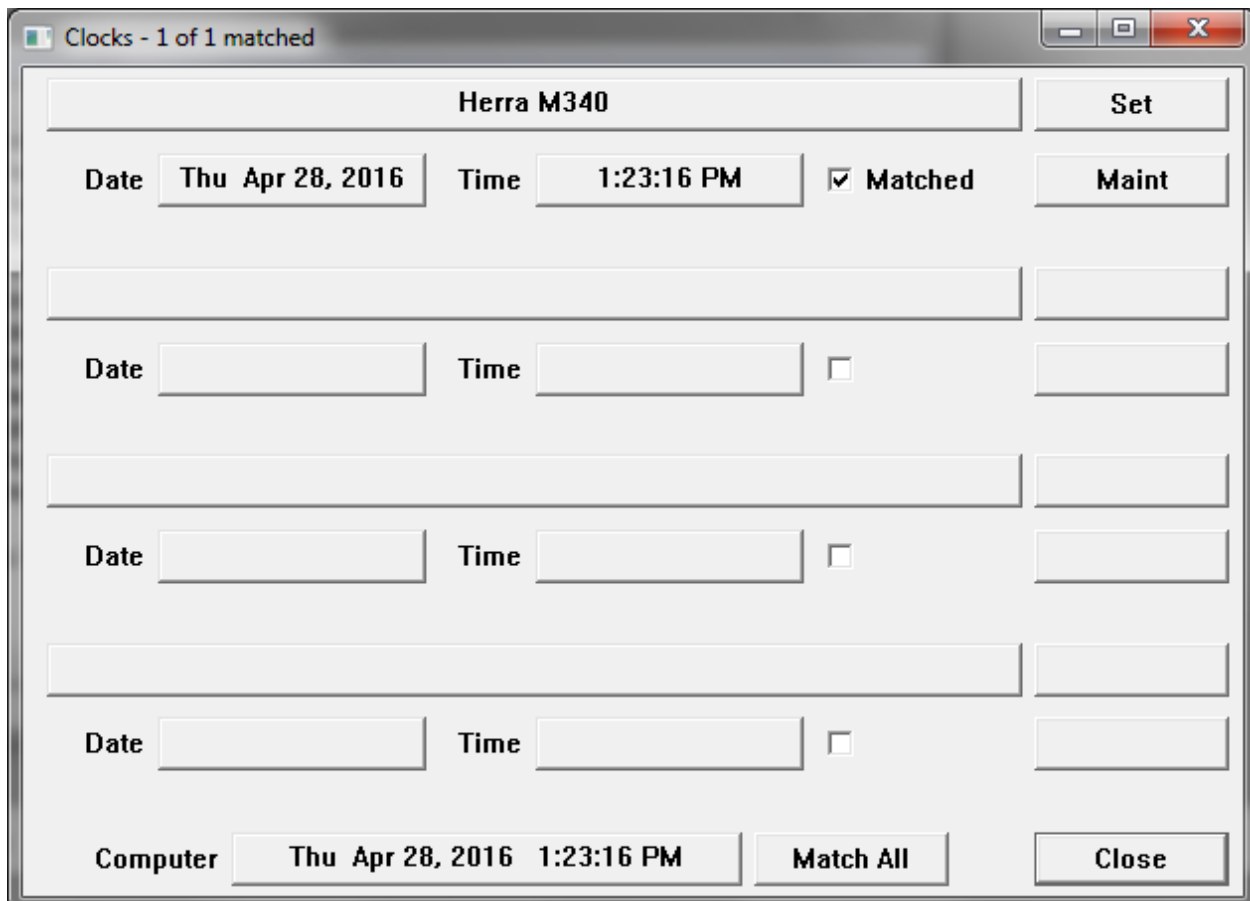 Clocks - 1 of 1 matched
Herra M340 Set
Date Thu Apr 28, 2016 Time 1:23:16 PM Matched Maint
Date Time
Date Time
Date Time
Computer Thu Apr 28, 2016 1:23:16 PM Match All Close